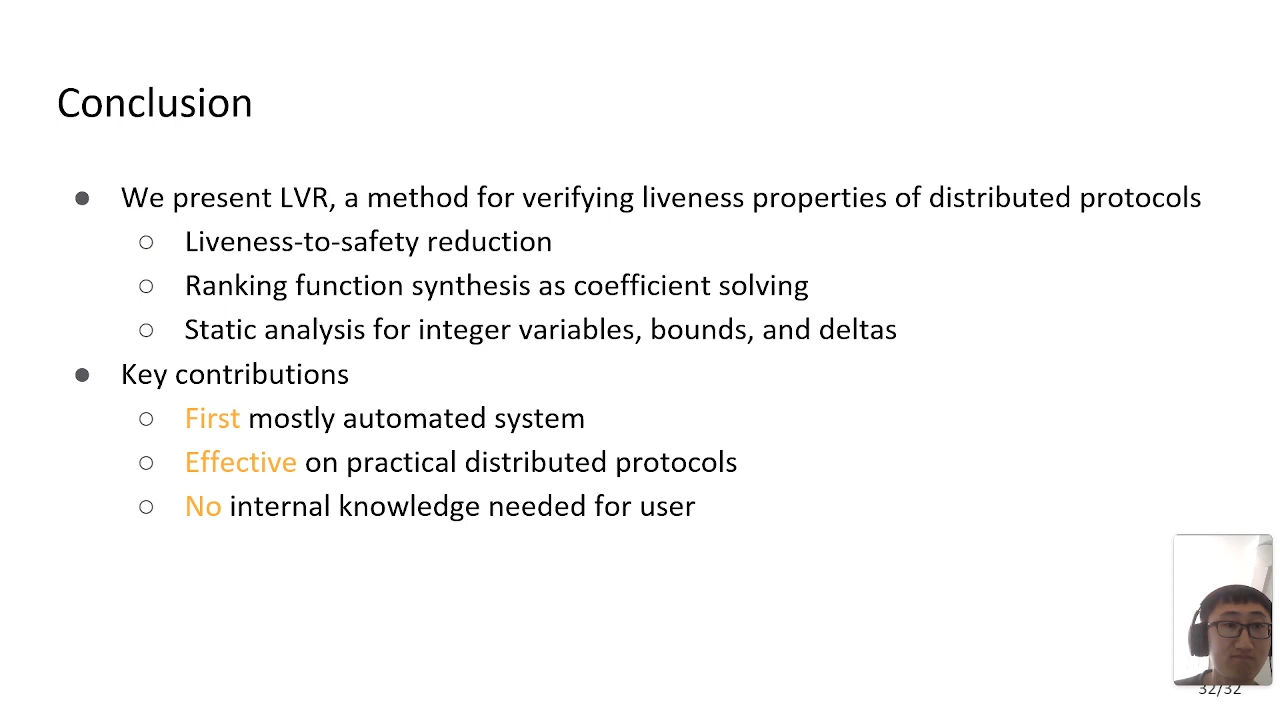 Conclusion
● We present LVR, a method for verifying liveness properties of distributed protocols
○ Liveness-to-safety reduction
○ Ranking function synthesis as coefficient solving
○ Static analysis for integer variables, bounds, and deltas
● Key contributions
○ First mostly automated system
○ Effective on practical distributed protocols
○ No internal knowledge needed for user
32/32